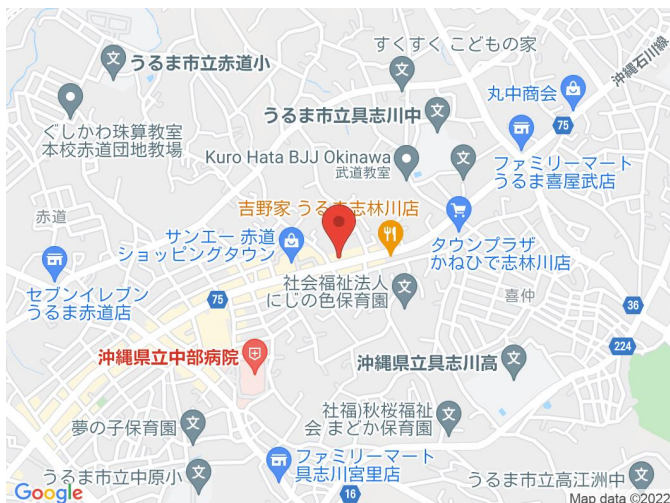 すくすく こどもの家
沖縄石川線
うるま市立赤道小
丸中商会
ぐしかわ珠算教室
本校赤道団地教場
うるま市立具志川中
75
Kuro Hata BJJ Okinawa
武道教室
ファミリーマート
うるま喜屋武店
赤道
吉野家 うるま志林川店
サンエー 赤道
ショッピングタウン
タウンプラザ
かねひで志林川店
セブンイレブン
うるま赤道店
社会福祉法人
にじの色保育園
喜仲
75
36
224
沖縄県立中部病院
沖縄県立具志川高
夢の子保育園
社福)秋桜福祉
会 まどか保育園
うるま市立中原小
ファミリーマート
具志川宮里店
16
うるま市立高江洲中
Google
Map data ©2022